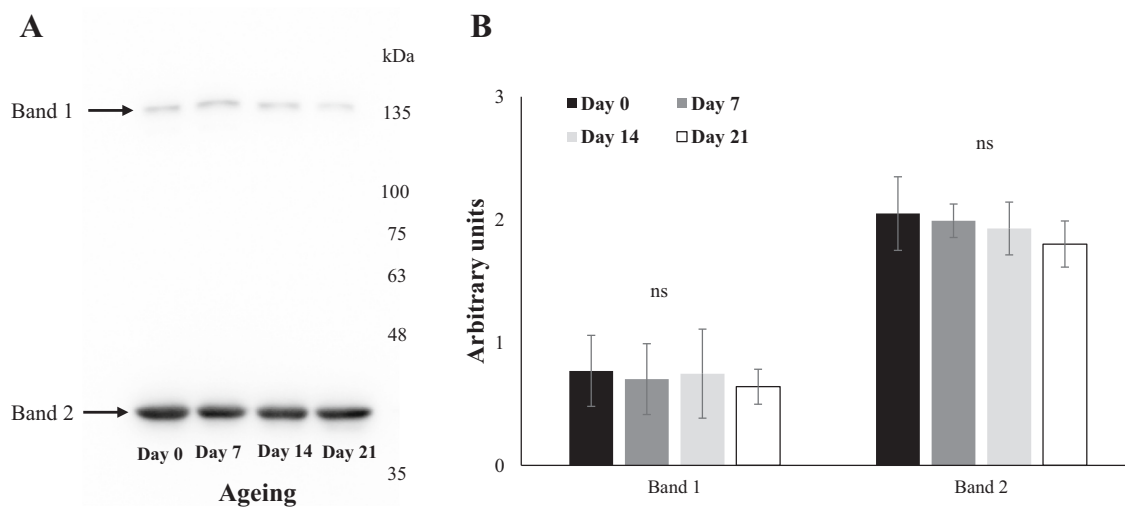 A
kDa
Band 1
135
100
75
63
48
Band 2
Day 0 Day 7 Day 14 Day 21
35
Ageing
B
Arbitrary units
3
2
1
0
Day 0 Day 7
Day 14 Day 21
ns
ns
Band 1 Band 2